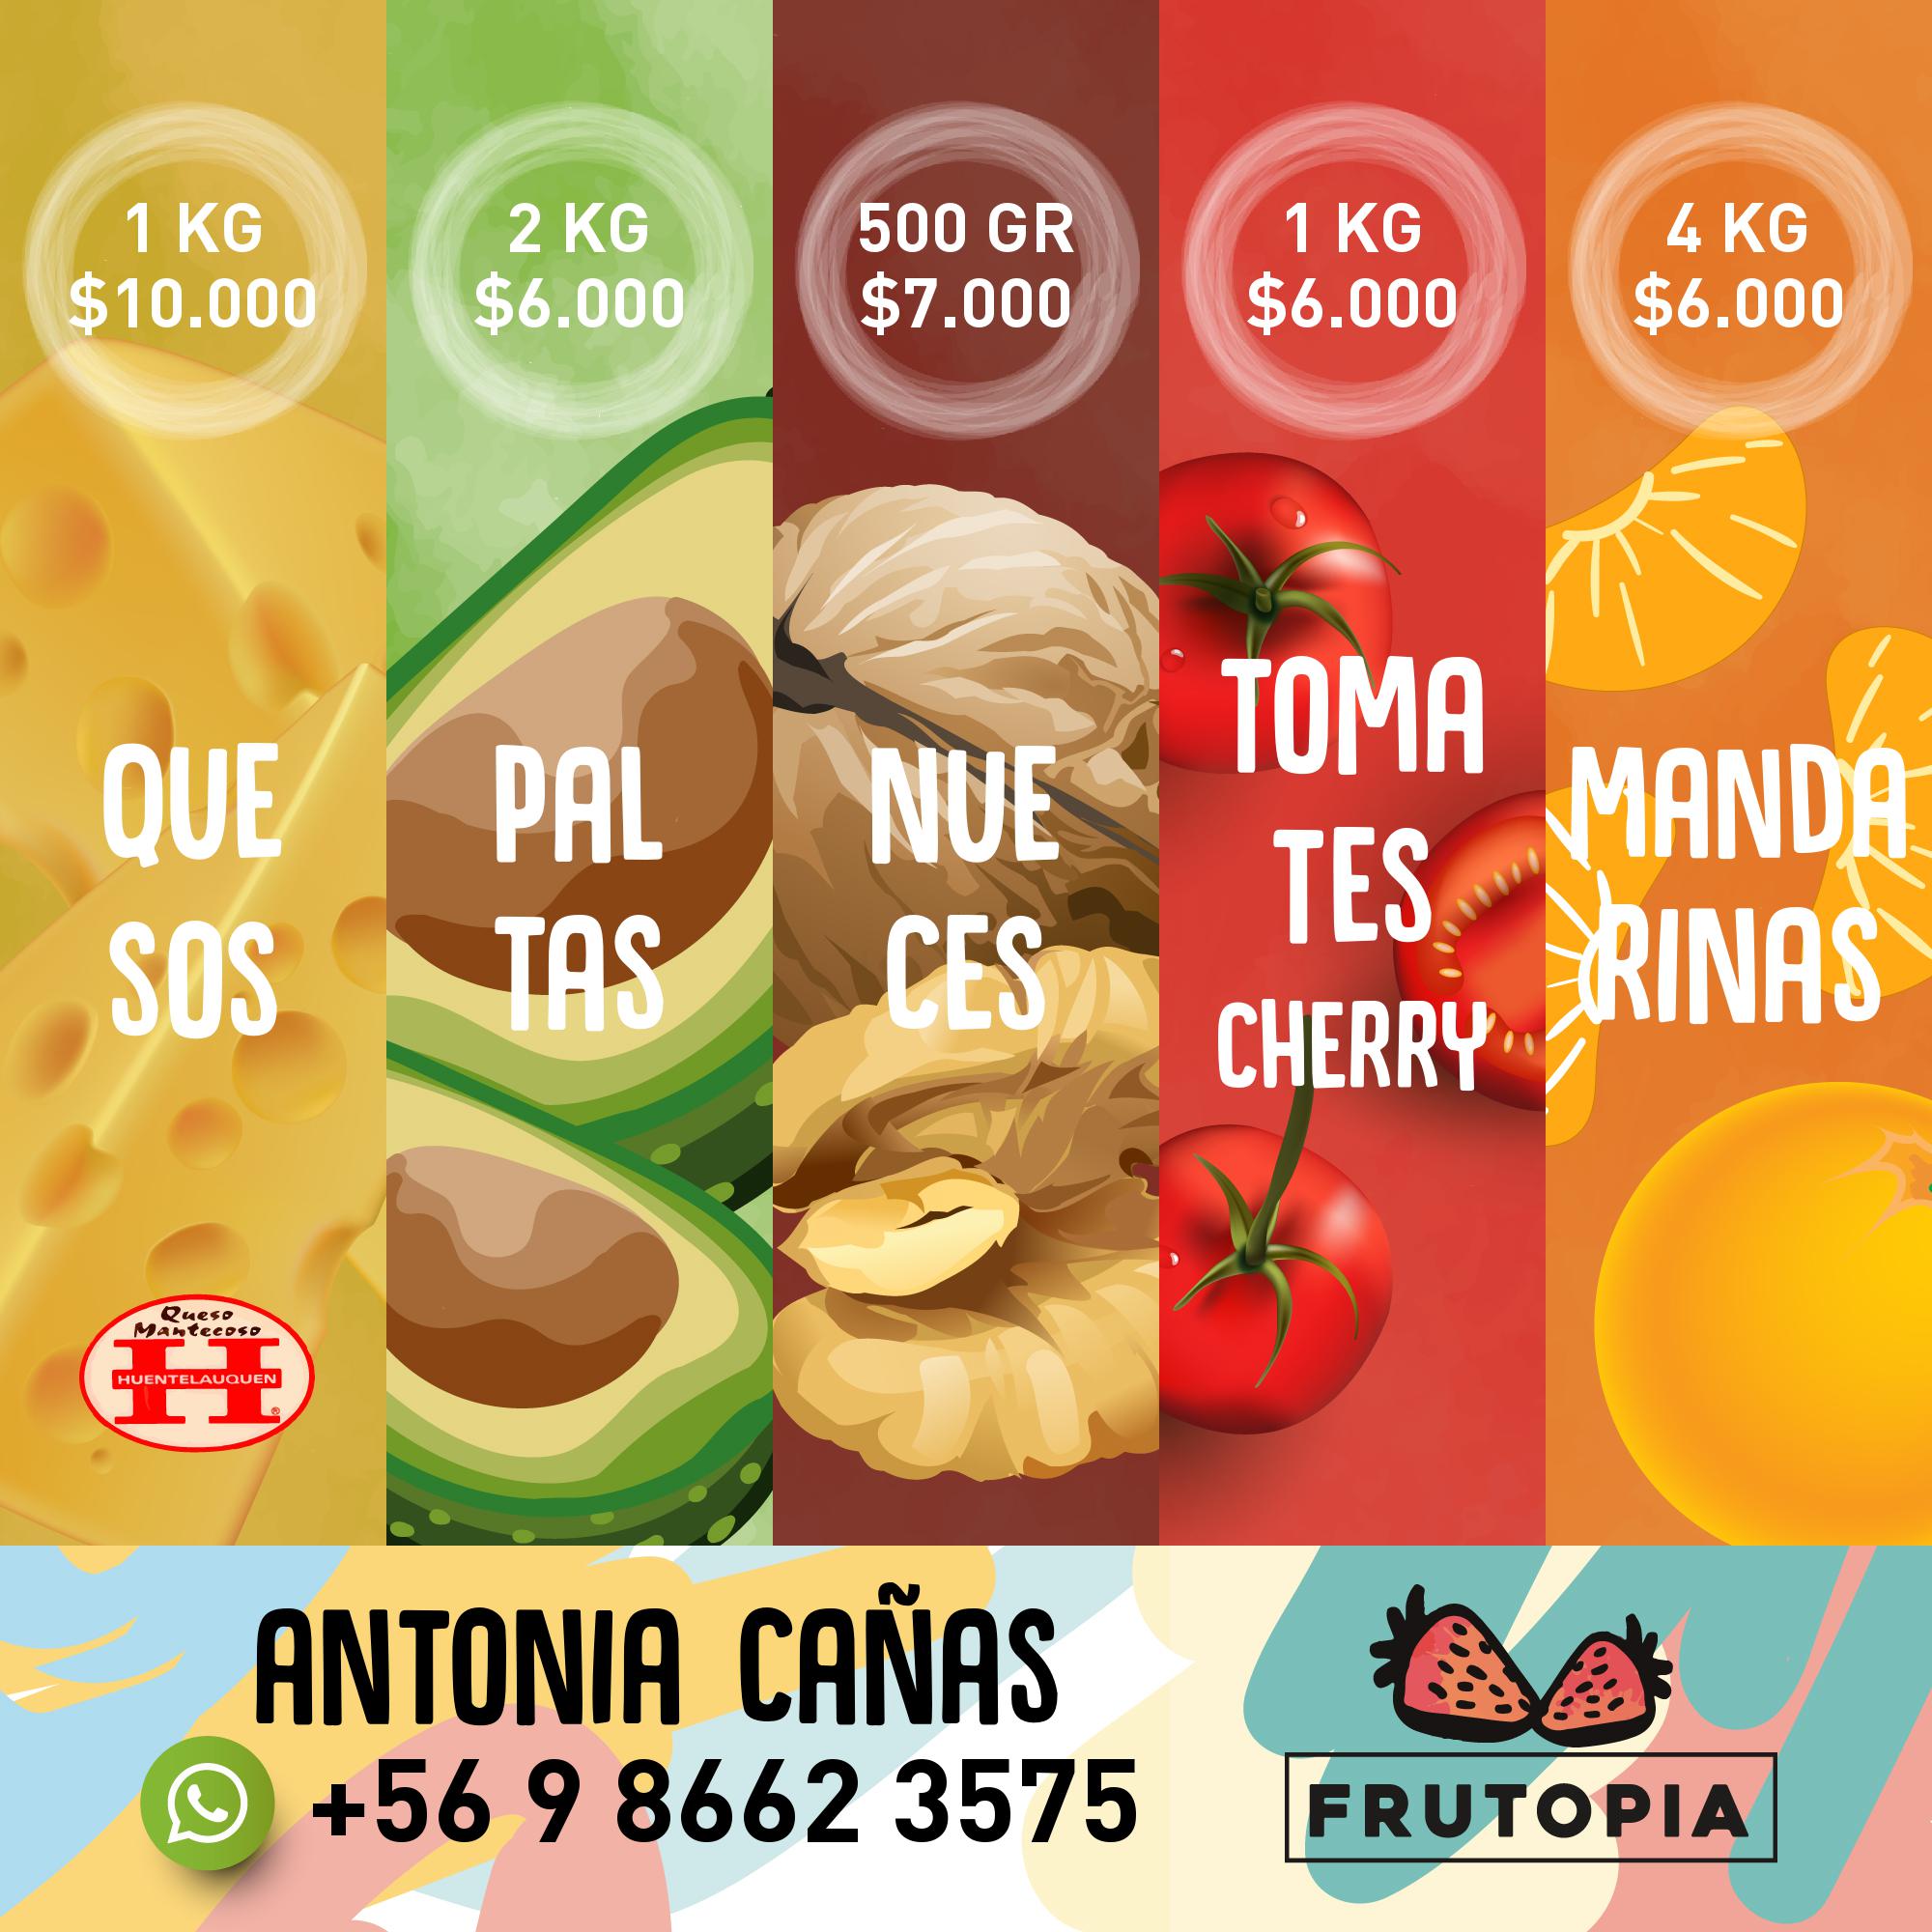 1 KG
$10.000
QUE
SOS
Queso
Mantecoso
H
HUENTELAUQUEN
®
2 KG
$6.000
PAL
TAS
500 GR
$7.000
NUE
CES
1 KG
$6.000
TOMA
TES
CHERRY
4 KG
$6.000
MANDA
RINAS
ANTONIA CAÑAS
+56 9 8662 3575
FRUTOPIA